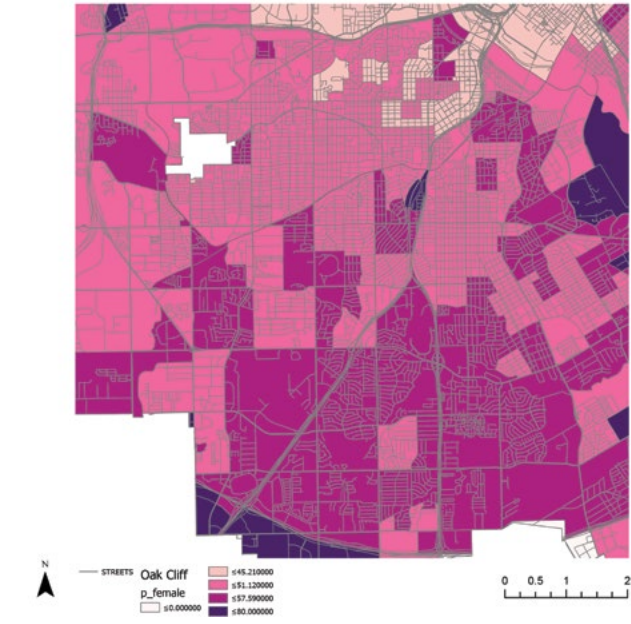 N
STREETS
Oak Cliff
p_female
≤0.000000
≤45.210000
≤51.120000
≤57.590000
≤80.000000
0 0.5 1 2